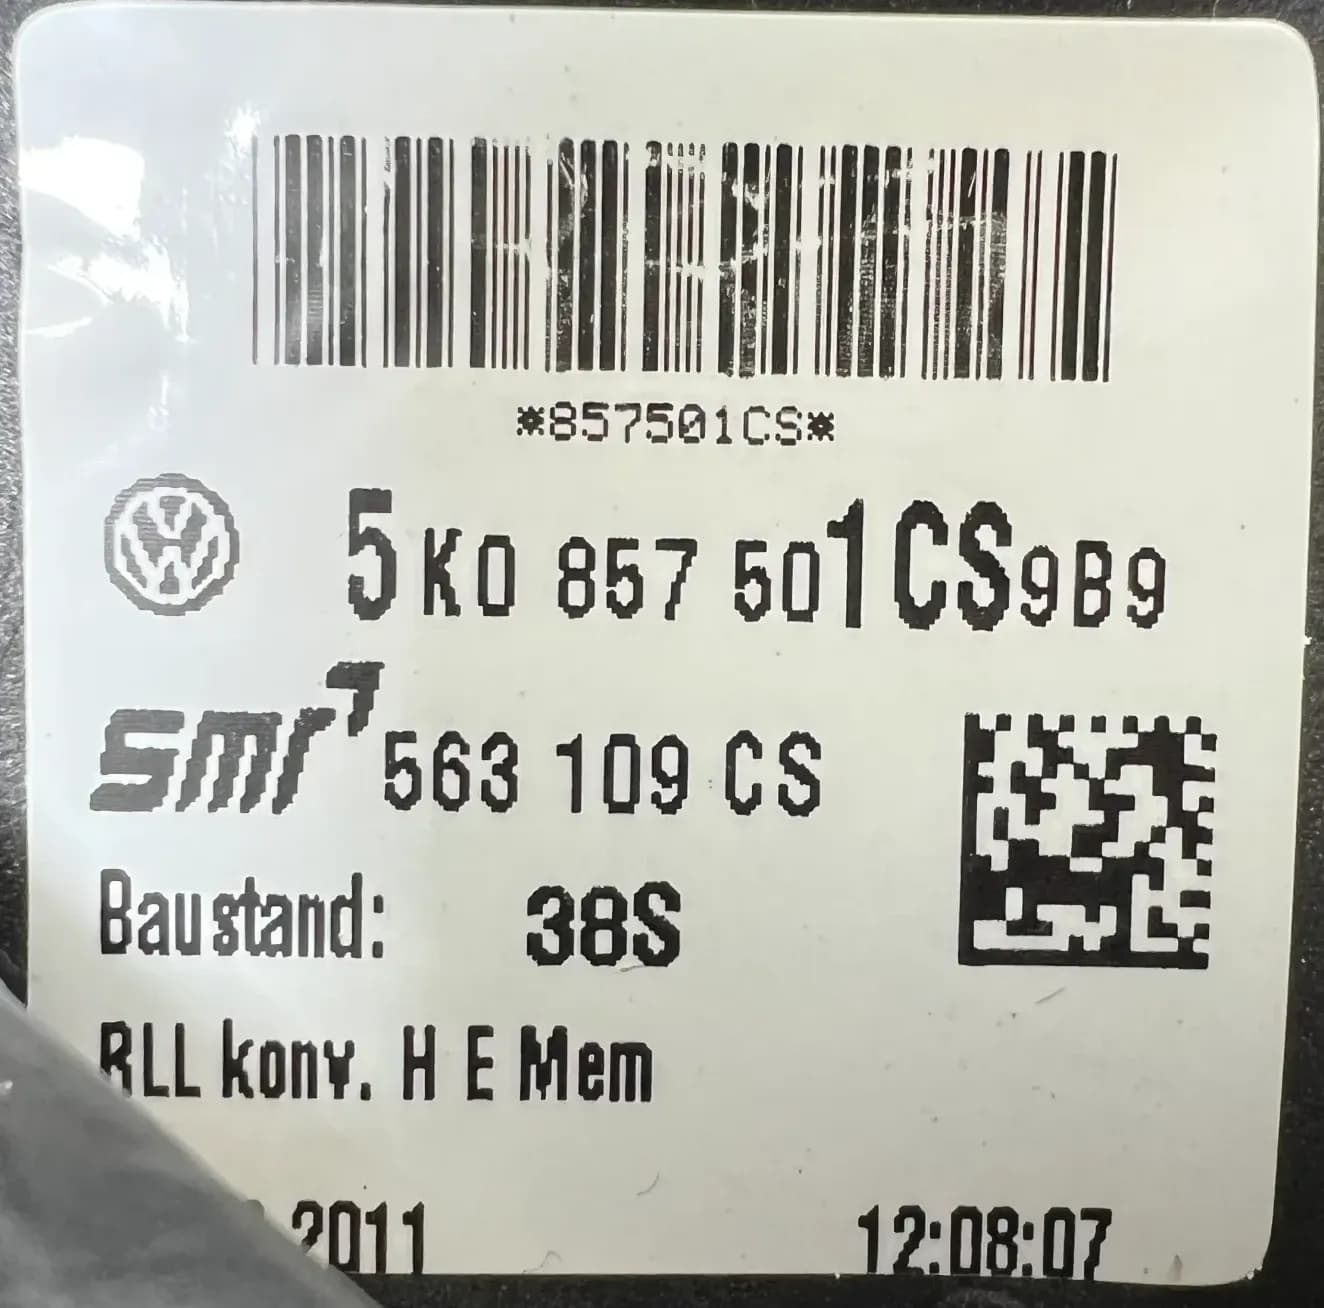 *857501CS*
5K0 857 501CS9B9
smr 563 109 CS
Baustand: 38S
RLL konv. H E Mem
2011 12:08:07